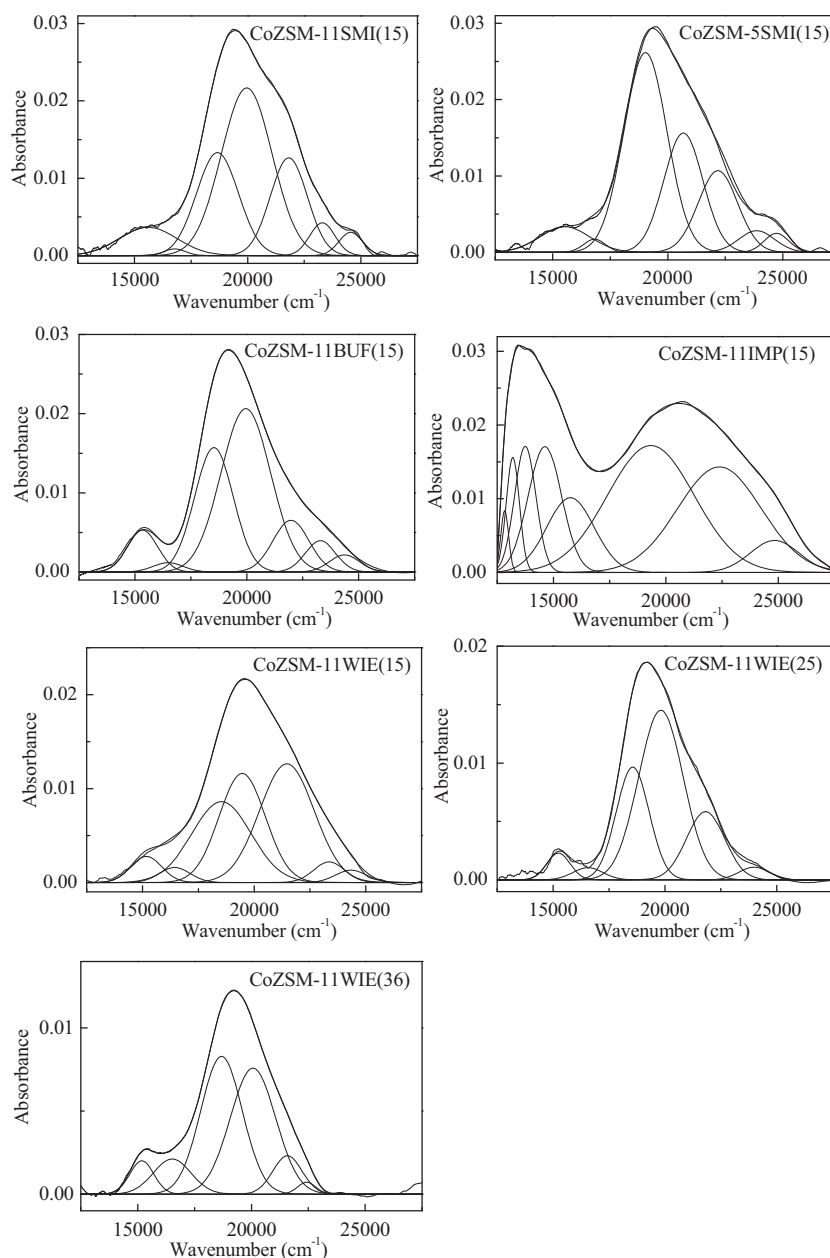 CoZSM-11SMI(15)
0.03
0.02
0.01
0.00
Absorbance
15000 20000 25000
Wavenumber (cm-1)
CoZSM-5SMI(15)
0.03
0.02
0.01
0.00
Absorbance
15000 20000 25000
Wavenumber (cm-1)
CoZSM-11BUF(15)
0.03
0.02
0.01
0.00
Absorbance
15000 20000 25000
Wavenumber (cm-1)
CoZSM-11IMP(15)
0.03
0.02
0.01
0.00
Absorbance
15000 20000 25000
Wavenumber (cm-1)
CoZSM-11WIE(15)
0.02
0.01
0.00
Absorbance
15000 20000 25000
Wavenumber (cm-1)
CoZSM-11WIE(25)
0.02
0.01
0.00
Absorbance
15000 20000 25000
Wavenumber (cm-1)
CoZSM-11WIE(36)
0.01
0.00
Absorbance
15000 20000 25000
Wavenumber (cm-1)